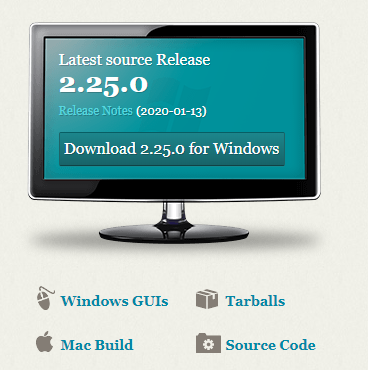 Latest source Release
2.25.0
Release Notes (2020-01-13)
Download 2.25.0 for Windows
Windows GUIs
Tarballs
Mac Build
Source Code